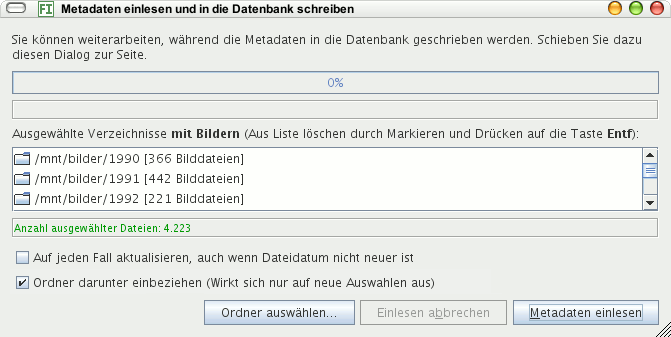 FI Metadaten einlesen und in die Datenbank schreiben
Sie können weiterarbeiten, während die Metadaten in die Datenbank geschrieben werden. Schieben Sie dazu
diesen Dialog zur Seite.
0%
Ausgewählte Verzeichnisse mit Bildern (Aus Liste löschen durch Markieren und Drücken auf die Taste Entf):
/mnt/bilder/1990 [366 Bilddateien]
/mnt/bilder/1991 [442 Bilddateien]
/mnt/bilder/1992 [221 Bilddateien]
Anzahl ausgewählter Dateien: 4.223
Auf jeden Fall aktualisieren, auch wenn Dateidatum nicht neuer ist
Ordner darunter einbeziehen (Wirkt sich nur auf neue Auswahlen aus)
Ordner auswählen... Einlesen abbrechen Metadaten einlesen